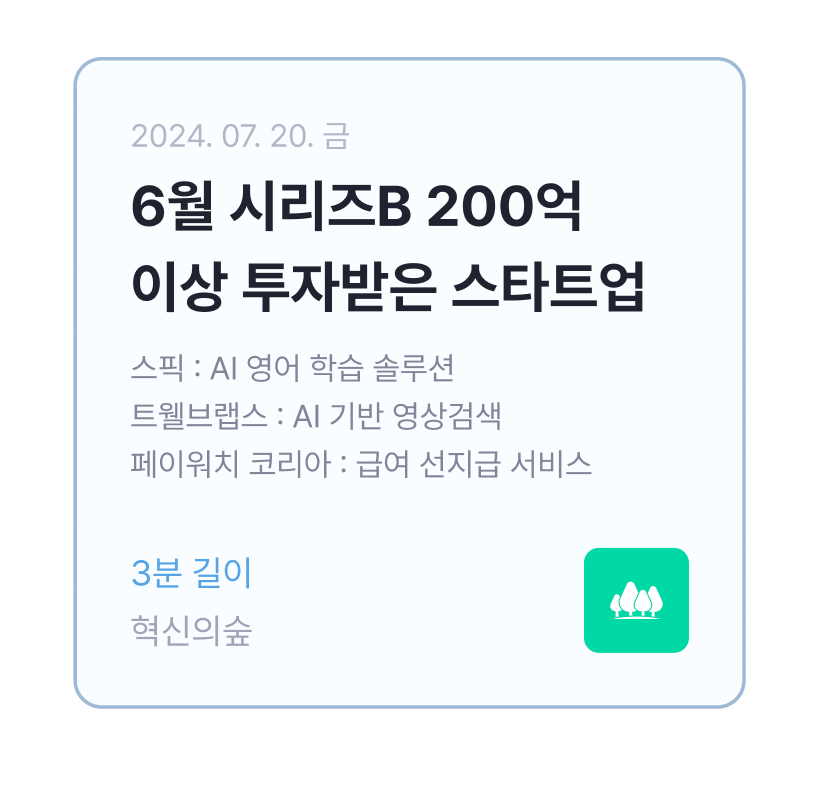 2024. 07. 20. 금
6월 시리즈B 200억
이상 투자받은 스타트업
스픽 : AI 영어 학습 솔루션
트웰브랩스 : AI 기반 영상검색
페이워치 코리아 : 급여 선지급 서비스
3분 길이
혁신의숲